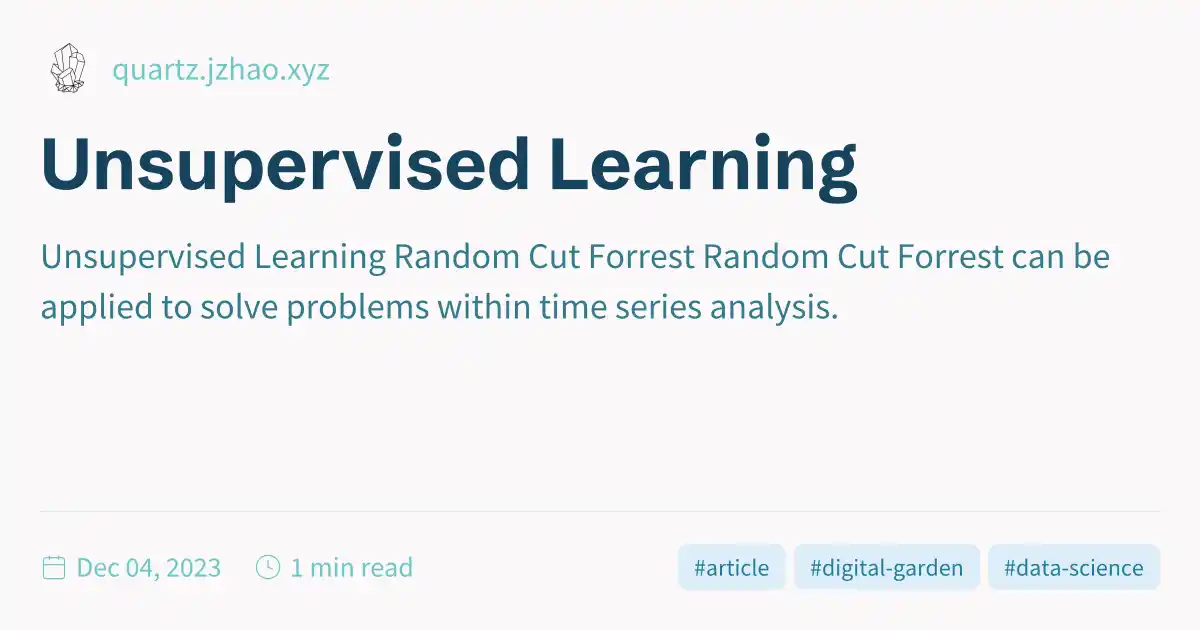 quartz.jzhao.xyz
Unsupervised Learning
Unsupervised Learning Random Cut Forrest Random Cut Forrest can be
applied to solve problems within time series analysis.
Dec 04, 2023 1 min read #article #digital-garden #data-science